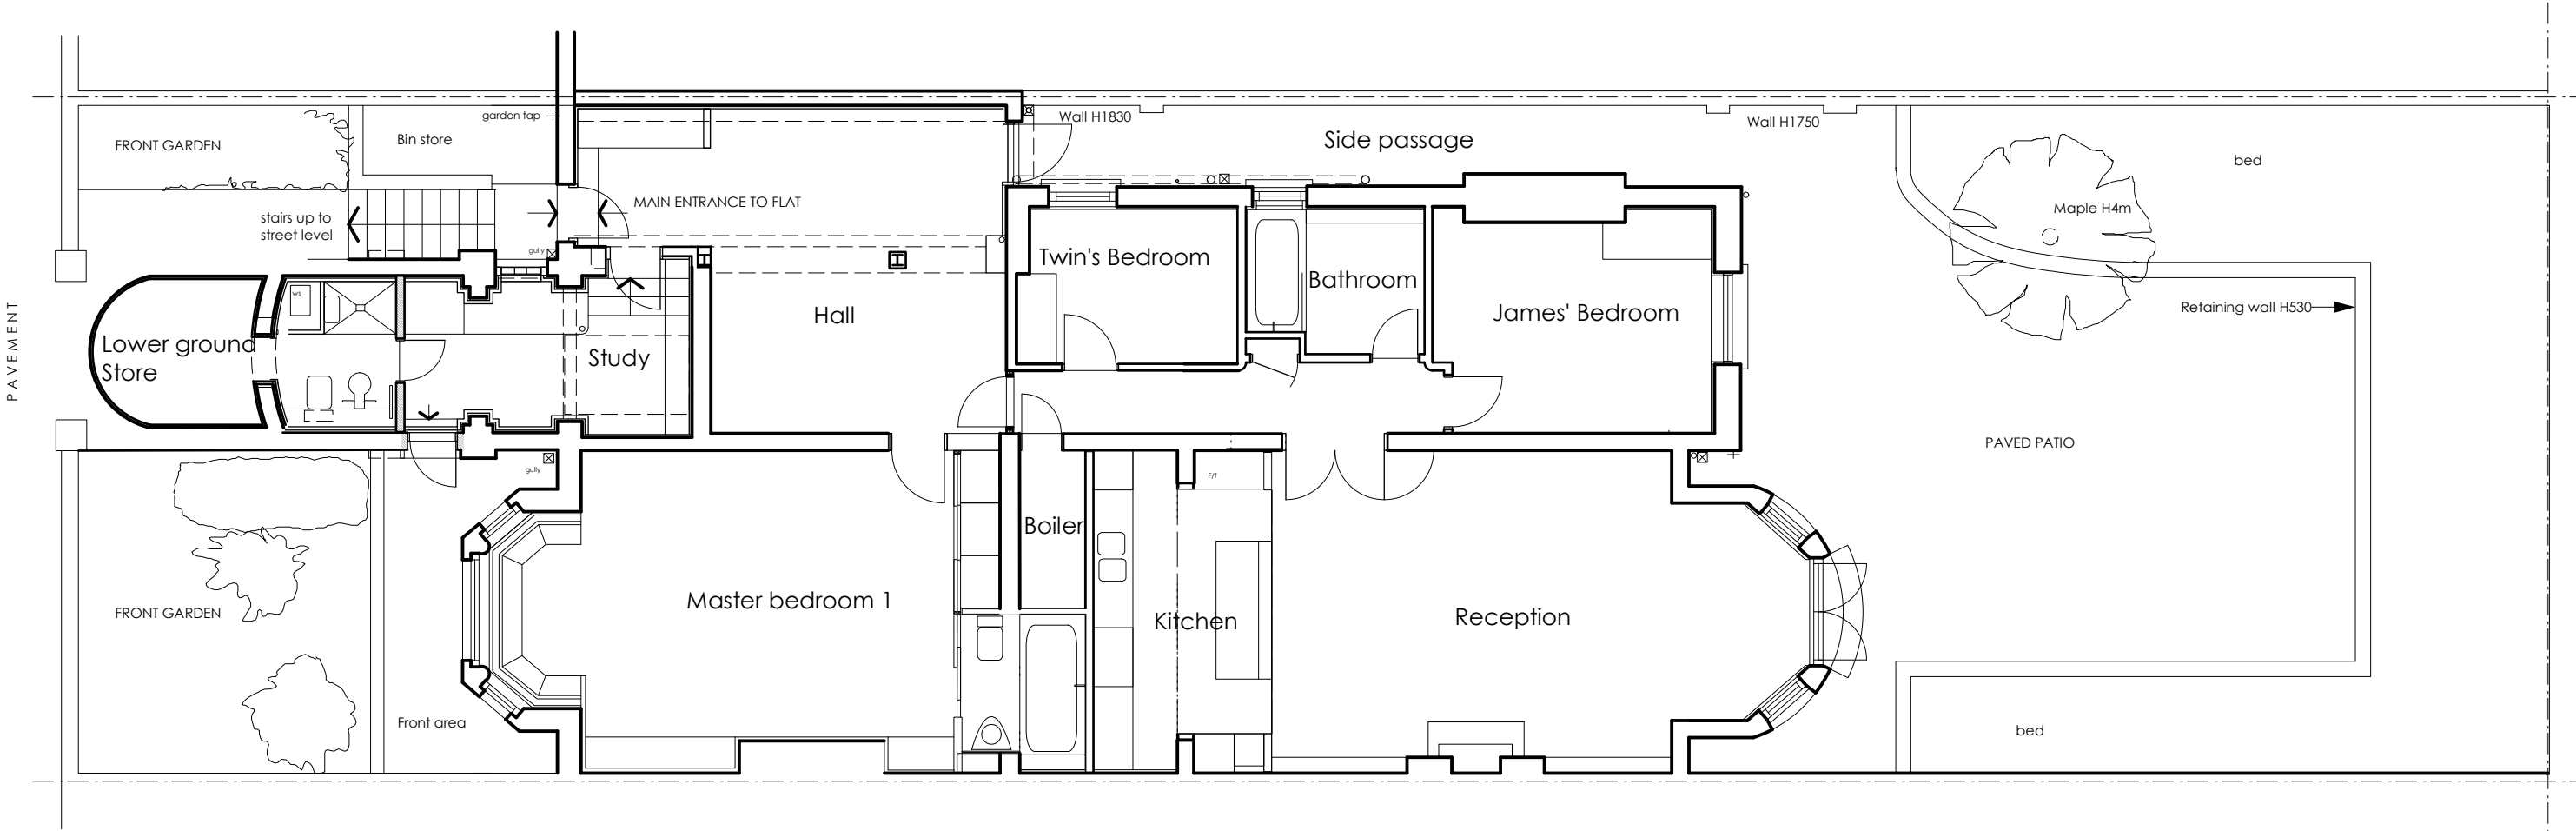 garden tap
Wall H1830
Wall H1750
FRONT GARDEN
Bin store
Side passage
bed
MAIN ENTRANCE TO FLAT
Maple H4m
stairs up to
street level
gully
Twin's Bedroom
Bathroom
WS
Hall
James' Bedroom
Retaining wall H530
PAVEMENT
Lower ground
Store
Study
PAVED PATIO
gully
F/f
Boiler
Master bedroom 1
FRONT GARDEN
Kitchen
Reception
Front area
bed